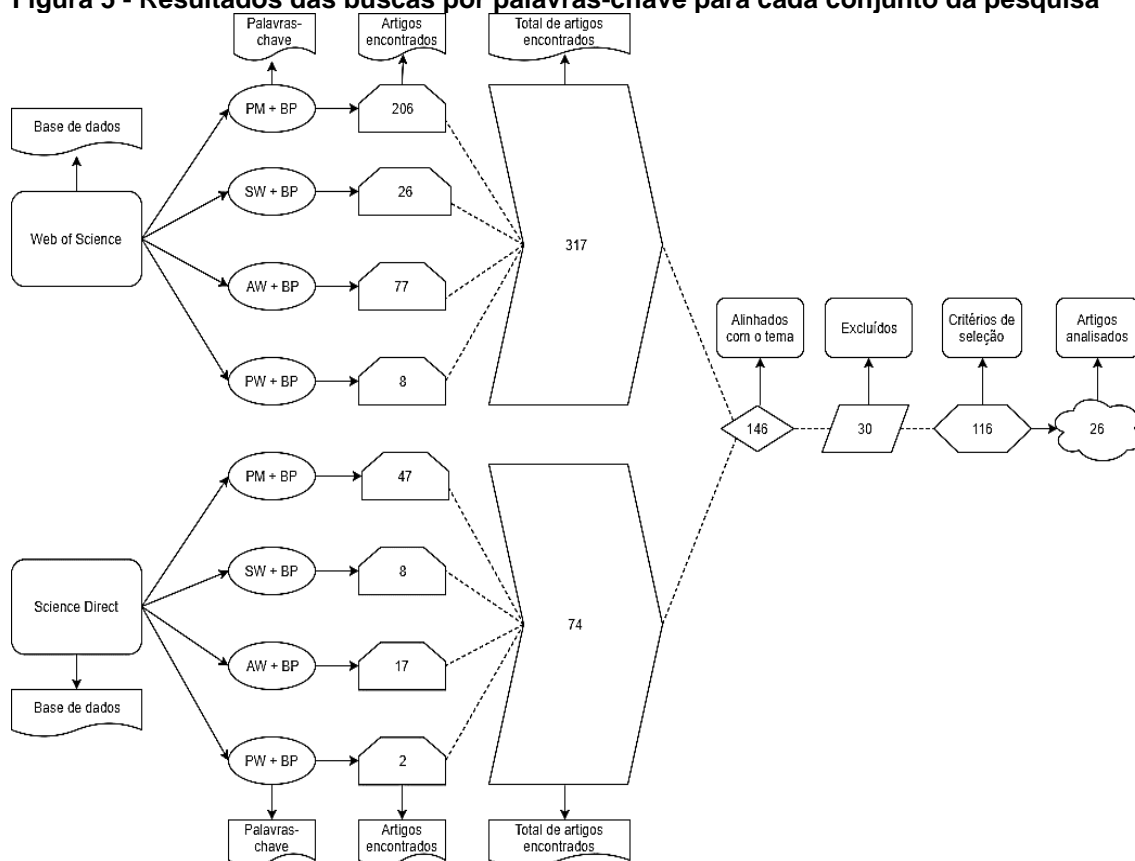 Figura 5 - Resultados das buscas por palavras-chave para cada conjunto da pesquisa
Palavras-
chave
Artigos
encontrados
Total de artigos
encontrados
Base de dados
Web of Science
PM + BP
206
SW + BP
26
AW + BP
77
PW + BP
8
317
Alinhados
com o tema
Excluídos
Critérios de
seleção
Artigos
analisados
146
30
116
26
PM + BP
47
SW + BP
8
AW + BP
17
PW + BP
2
74
Science Direct
Base de dados
Palavras-
chave
Artigos
encontrados
Total de artigos
encontrados